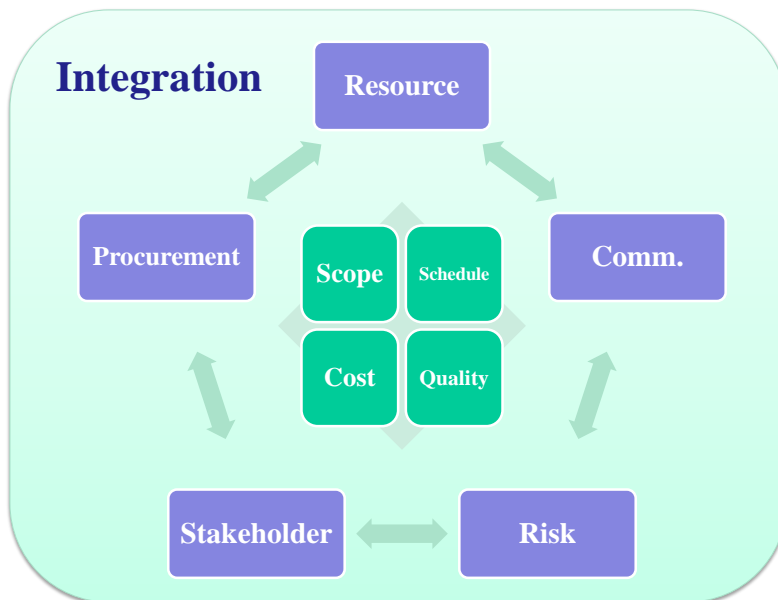 Integration
Resource
Procurement
Comm.
Scope
Schedule
Cost
Quality
Stakeholder
Risk